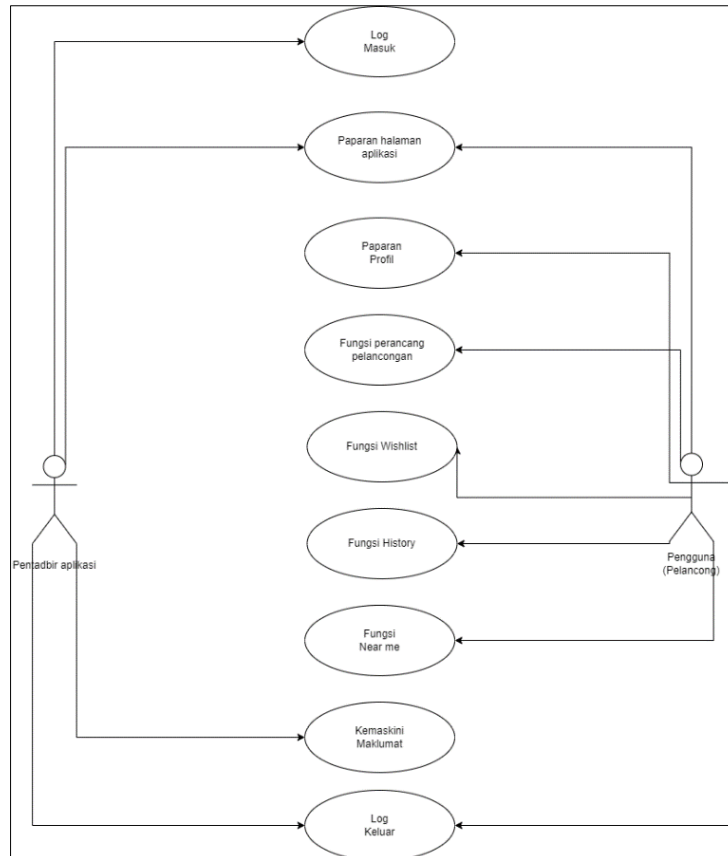 Log
Masuk
Paparan halaman
aplikasi
Paparan
Profil
Fungsi perancang
pelancongan
Fungsi Wishlist
Fungsi History
Pentadbir aplikasi
Pengguna
(Pelancong)
Fungsi
Near me
Kemaskini
Maklumat
Log
Keluar